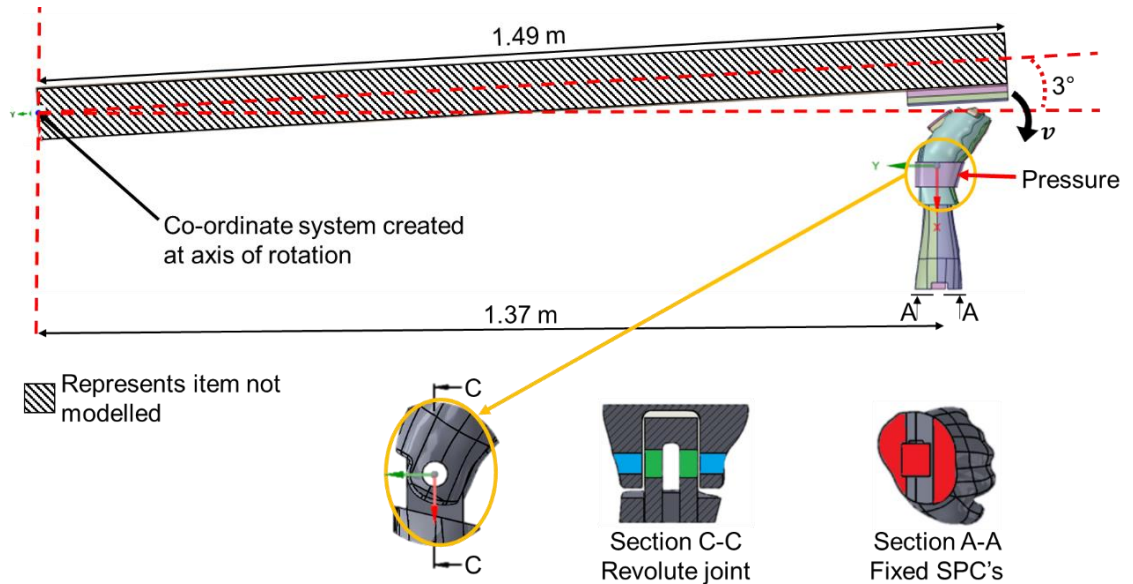 1.49 m
3°
Y
v
Y
Pressure
X
Co-ordinate system created
at axis of rotation
A
A
1.37 m
Represents item not
modelled
C
C
Section C-C
Revolute joint
Section A-A
Fixed SPC's